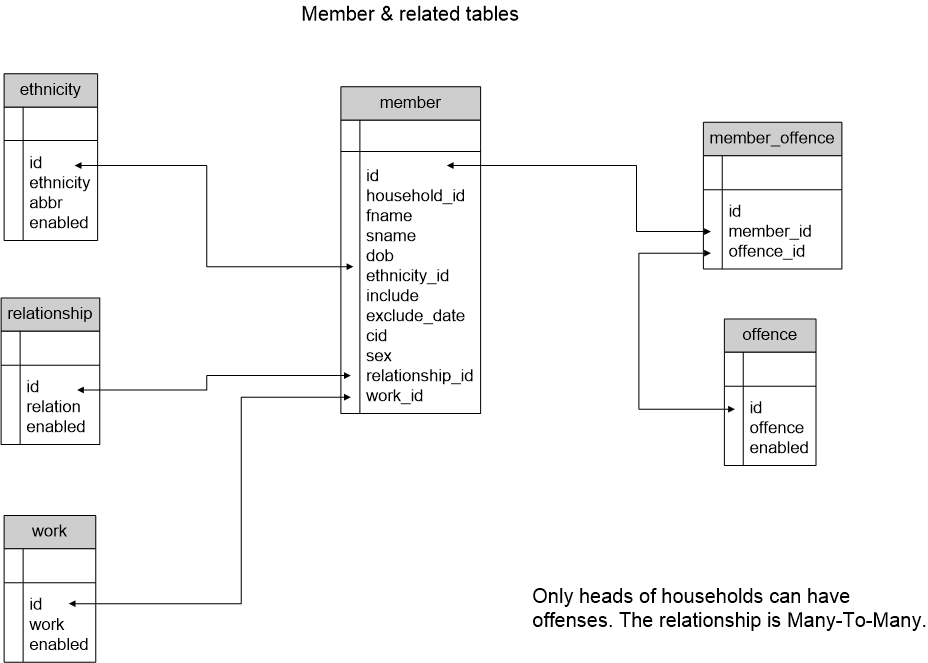 Member & related tables
ethnicity
id
ethnicity
abbr
enabled
relationship
id
relation
enabled
work
id
work
enabled
member
id
household_id
fname
sname
dob
ethnicity_id
include
exclude_date
cid
sex
relationship_id
work_id
member_offence
id
member_id
offence_id
offence
id
offence
enabled
Only heads of households can have
offenses. The relationship is Many-To-Many.